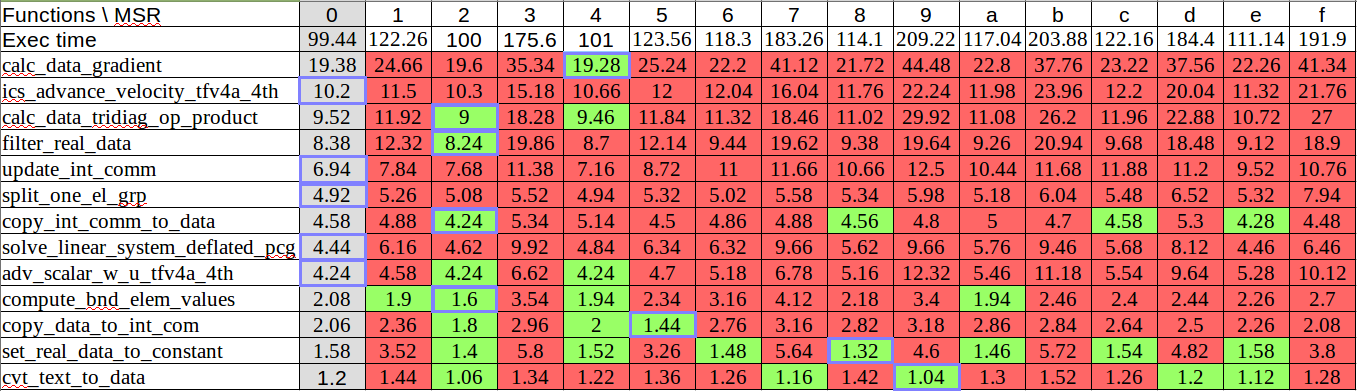 Functions \ MSR 0 1 2 3 4 5 6 7 8 9 a b c d e f
Exec time 99.44 122.26 100 175.6 101 123.56 118.3 183.26 114.1 209.22 117.04 203.88 122.16 184.4 111.14 191.9
calc_data_gradient 19.38 24.66 19.6 35.34 19.28 25.24 22.2 41.12 21.72 44.48 22.8 37.76 23.22 37.56 22.26 41.34
ics_advance_velocity_tfv4a_4th 10.2 11.5 10.3 15.18 10.66 12 12.04 16.04 11.76 22.24 11.98 23.96 12.2 20.04 11.32 21.76
calc_data_tridiag_op_product 9.52 11.92 9 18.28 9.46 11.84 11.32 18.46 11.02 29.92 11.08 26.2 11.96 22.88 10.72 27
filter_real_data 8.38 12.32 8.24 19.86 8.7 12.14 9.44 19.62 9.38 19.64 9.26 20.94 9.68 18.48 9.12 18.9
update_int_comm 6.94 7.84 7.68 11.38 7.16 8.72 11 11.66 10.66 12.5 10.44 11.68 11.88 11.2 9.52 10.76
split_one_el_grp 4.92 5.26 5.08 5.52 4.94 5.32 5.02 5.58 5.34 5.98 5.18 6.04 5.48 6.52 5.32 7.94
copy_int_comm_to_data 4.58 4.88 4.24 5.34 5.14 4.5 4.86 4.88 4.56 4.8 5 4.7 4.58 5.3 4.28 4.48
solve_linear_system_deflated_pcg 4.44 6.16 4.62 9.92 4.84 6.34 6.32 9.66 5.62 9.66 5.76 9.46 5.68 8.12 4.46 6.46
adv_scalar_w_u_tfv4a_4th 4.24 4.58 4.24 6.62 4.24 4.7 5.18 6.78 5.16 12.32 5.46 11.18 5.54 9.64 5.28 10.12
compute_bnd_elem_values 2.08 1.9 1.6 3.54 1.94 2.34 3.16 4.12 2.18 3.4 1.94 2.46 2.4 2.44 2.26 2.7
copy_data_to_int_com 2.06 2.36 1.8 2.96 2 1.44 2.76 3.16 2.82 3.18 2.86 2.84 2.64 2.5 2.26 2.08
set_real_data_to_constant 1.58 3.52 1.4 5.8 1.52 3.26 1.48 5.64 1.32 4.6 1.46 5.72 1.54 4.82 1.58 3.8
cvt_text_to_data 1.2 1.44 1.06 1.34 1.22 1.36 1.26 1.16 1.42 1.04 1.3 1.52 1.26 1.2 1.12 1.28